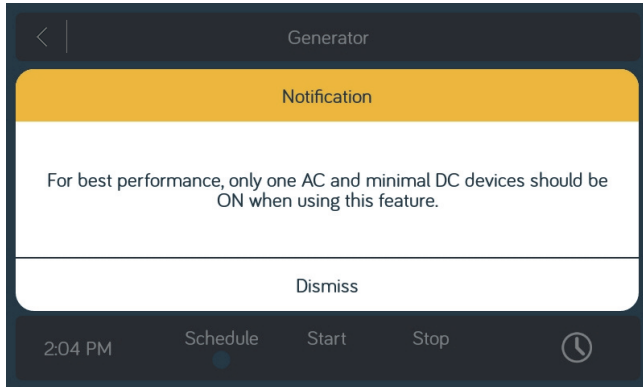 Generator
Notification
For best performance, only one AC and minimal DC devices should be
ON when using this feature.
Dismiss
2:04 PM
Schedule
Start
Stop